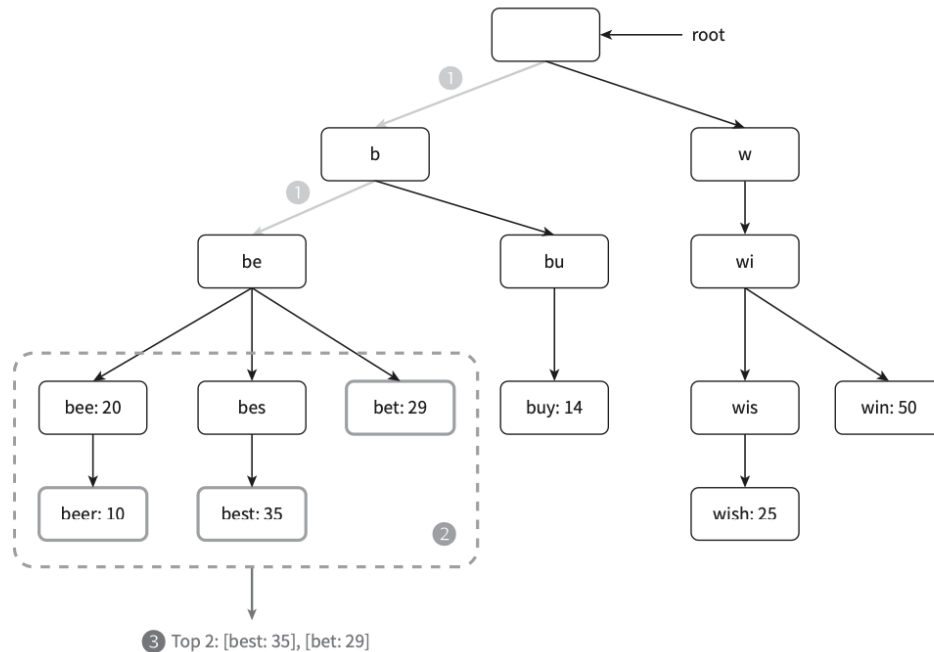 root
1
b
w
1
be
bu
wi
bee: 20
bes
bet: 29
buy: 14
wis
win: 50
beer: 10
best: 35
wish: 25
2
3 Top 2: [best: 35], [bet: 29]